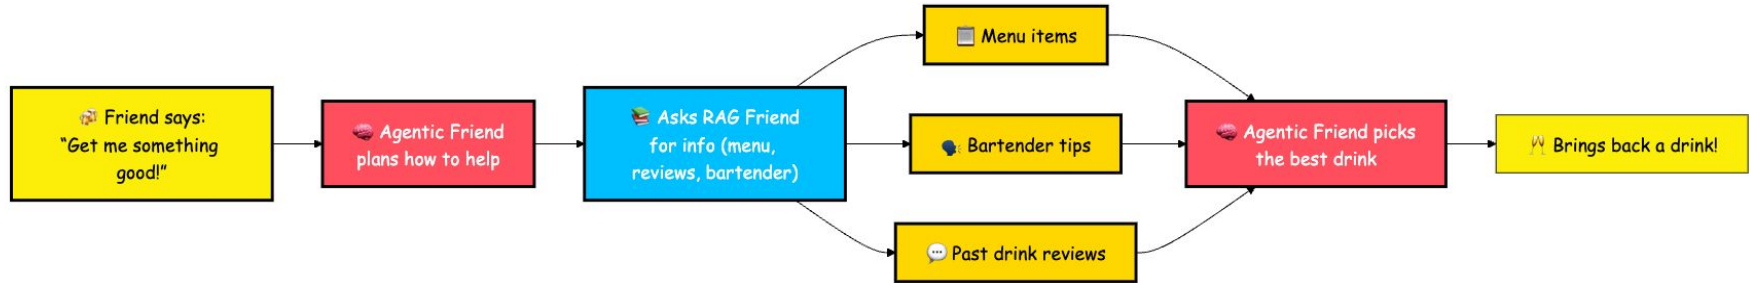 🍻 Friend says:
“Get me something
good!”
🧠 Agentic Friend
plans how to help
📚 Asks RAG Friend
for info (menu,
reviews, bartender)
📋 Menu items
🗣️ Bartender tips
💬 Past drink reviews
🧠 Agentic Friend picks
the best drink
🥂 Brings back a drink!